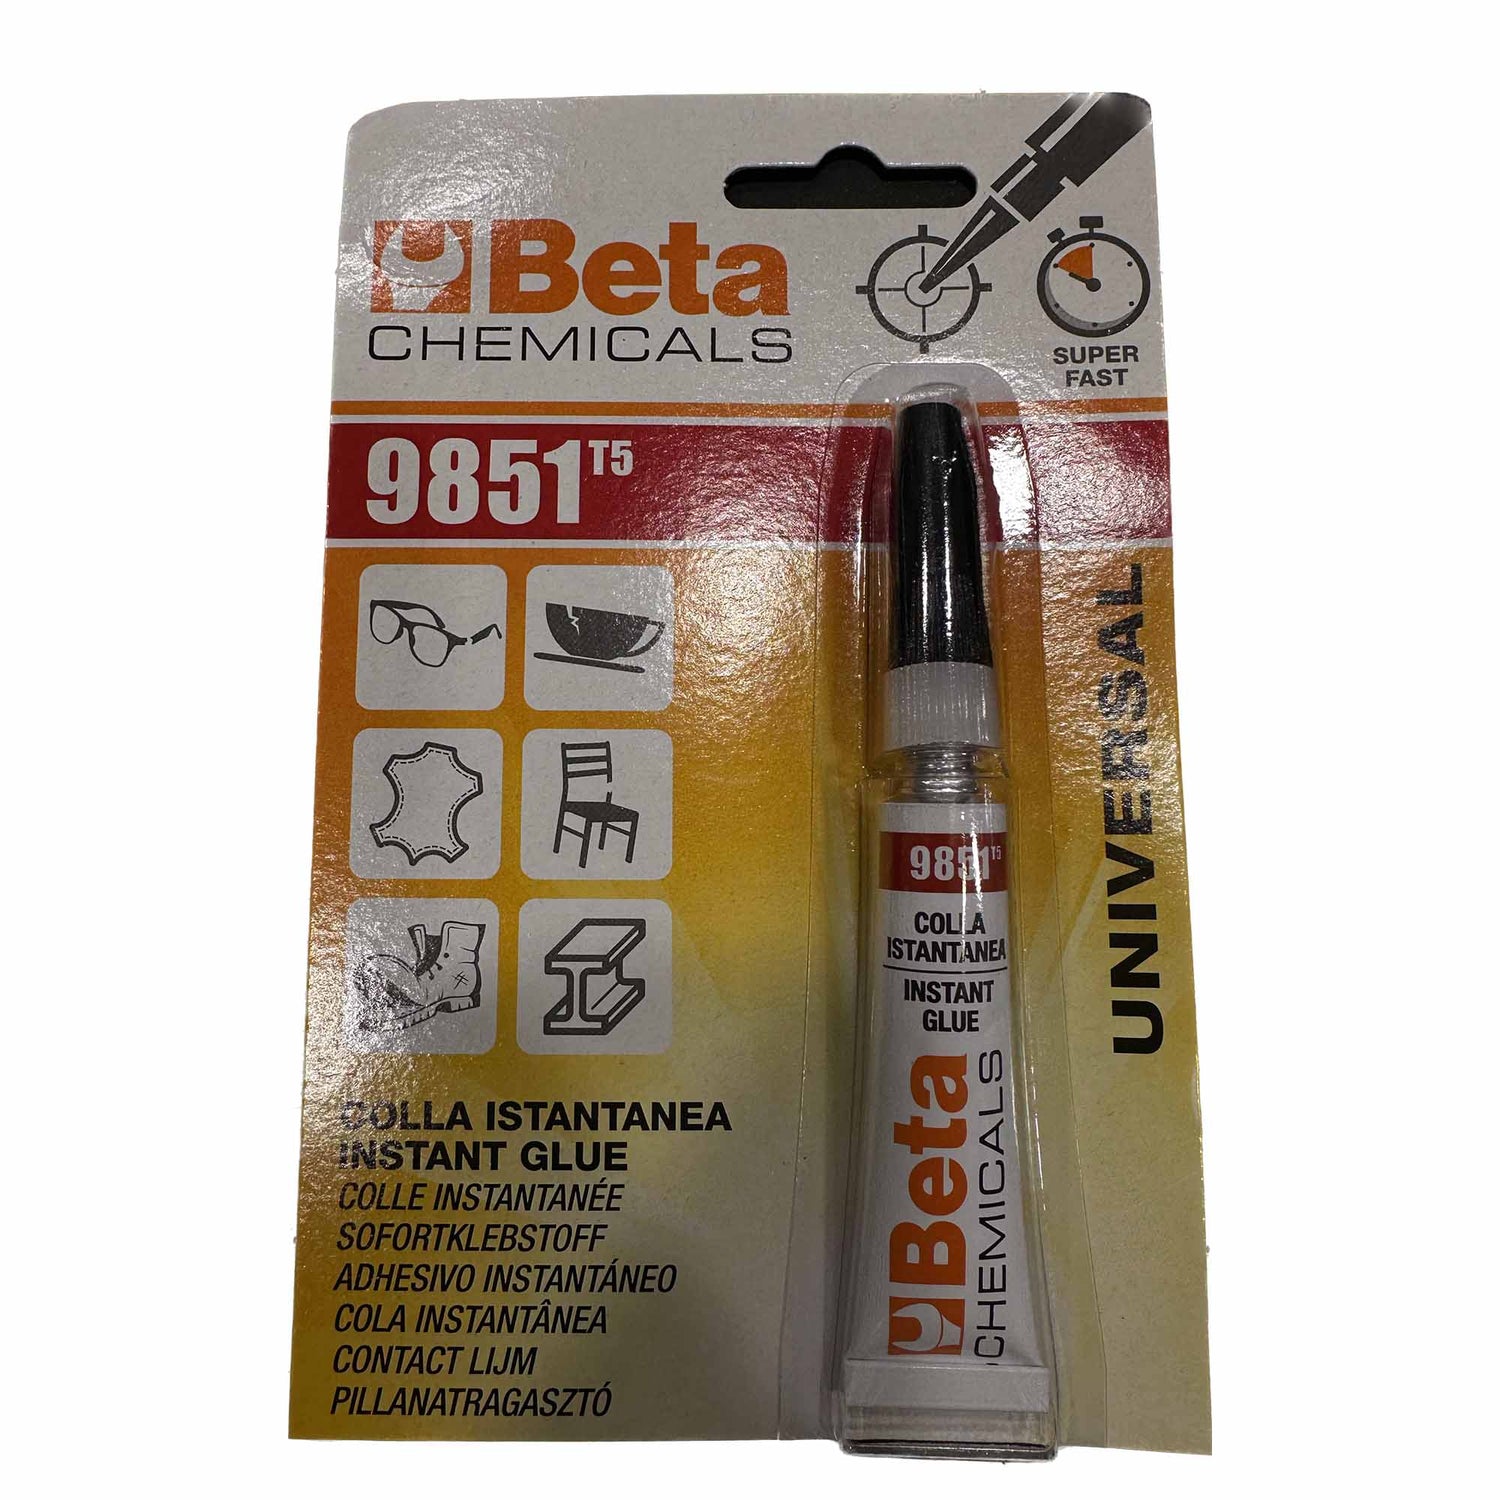 Beta
CHEMICALS
SUPER
FAST
9851T5
UNIVERSAL
COLLA ISTANTANEA
INSTANT GLUE
COLLE INSTANTANÉE
SOFORTKLEBSTOFF
ADHESIVO INSTANTÁNEO
COLA INSTANTÂNEA
CONTACT LIJM
PILLANATRAGASZTÓ
9851T5
COLLA
ISTANTANEA
INSTANT
GLUE
Beta
CHEMICALS